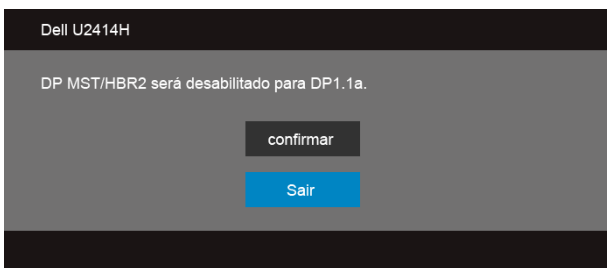 Dell U2414H
DP MST/HBR2 será desabilitado para DP1.1a.
confirmar
Sair